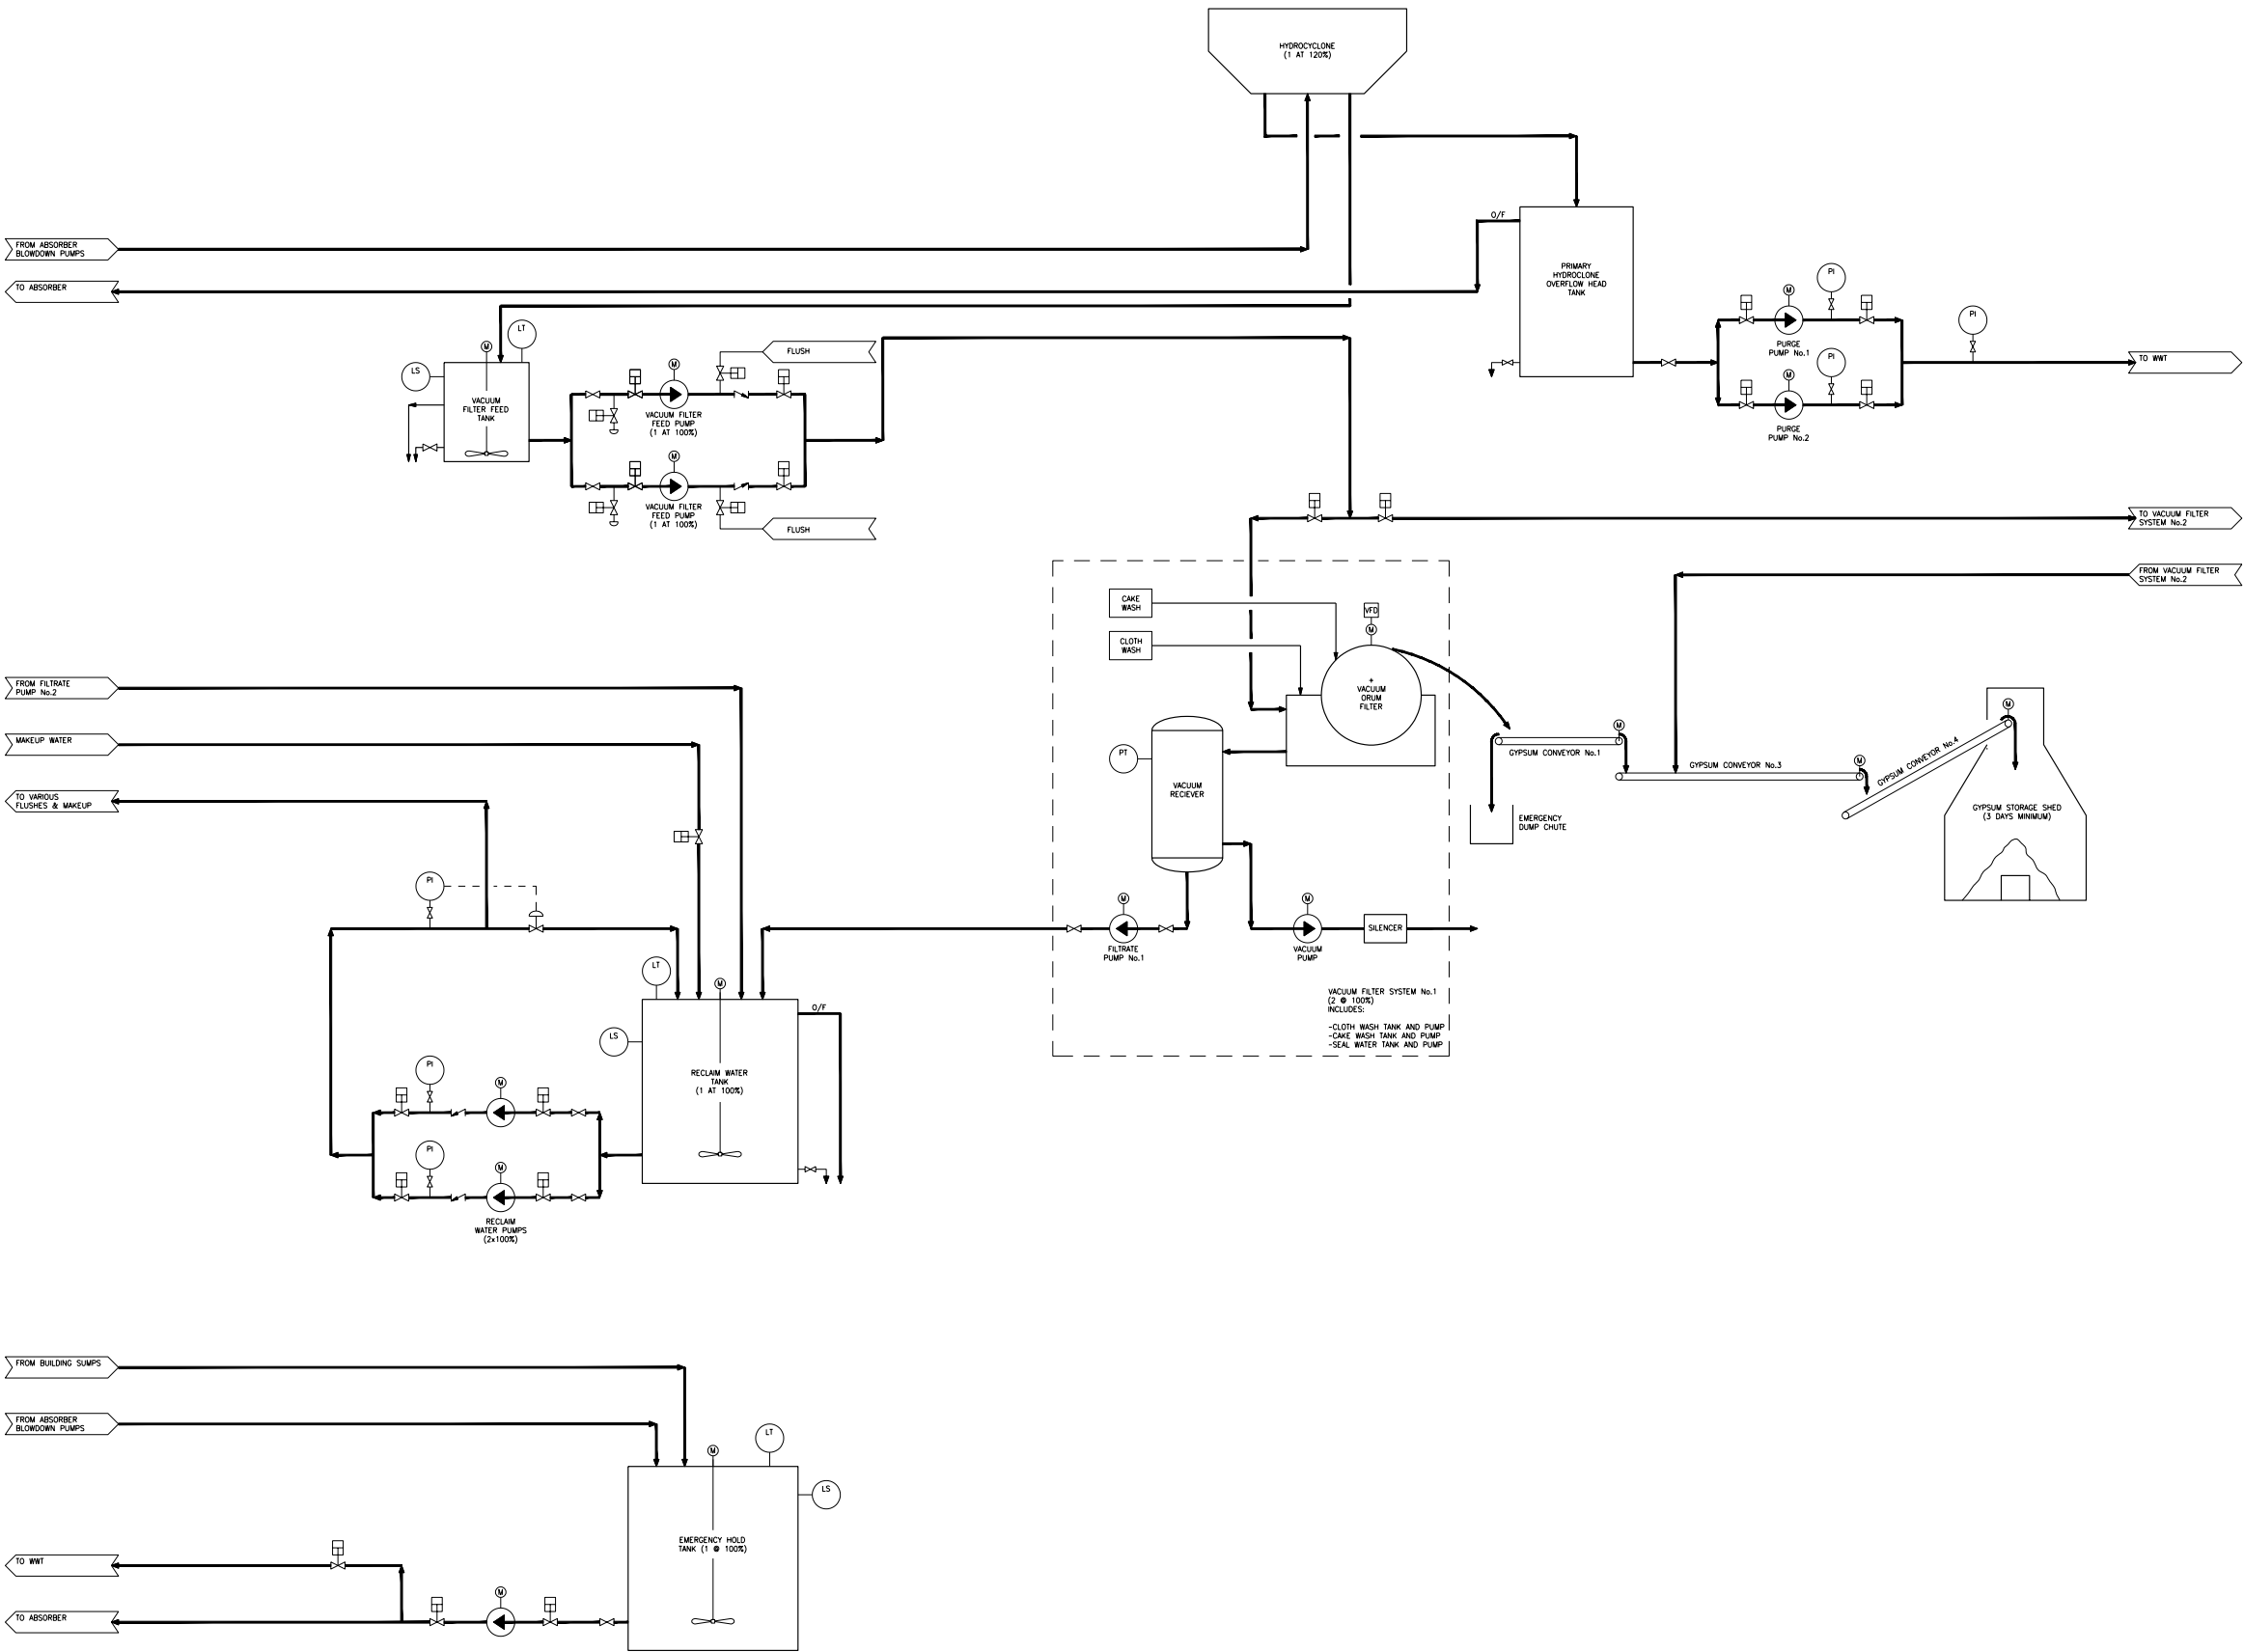 HYDROCYCLONE
(1 AT 120%)
O/F
FROM ABSORBER
BLOWDOWN PUMPS
TO ABSORBER
PRIMARY
HYDROCLONE
OVERFLOW HEAD
TANK
PI
M
PURGE
PUMP No.1
PI
M
PURGE
PUMP No.2
PI
TO WWT
LT
M
LS
VACUUM
FILTER FEED
TANK
FLUSH
M
VACUUM FILTER
FEED PUMP
(1 AT 100%)
M
VACUUM FILTER
FEED PUMP
(1 AT 100%)
FLUSH
TO VACUUM FILTER
SYSTEM No.2
FROM VACUUM FILTER
SYSTEM No.2
CAKE
WASH
CLOTH
WASH
VFD
M
+
VACUUM
ORUM
FILTER
FROM FILTRATE
PUMP No.2
MAKEUP WATER
TO VARIOUS
FLUSHES & MAKEUP
PT
VACUUM
RECIEVER
M
GYPSUM CONVEYOR No.1
GYPSUM CONVEYOR No.3
M
GYPSUM CONVEYOR No.4
M
EMERGENCY
DUMP CHUTE
GYPSUM STORAGE SHED
(3 DAYS MINIMUM)
PI
M
FILTRATE
PUMP No.1
M
VACUUM
PUMP
SILENCER
VACUUM FILTER SYSTEM No.1
(2 @ 100%)
INCLUDES:
-CLOTH WASH TANK AND PUMP
-CAKE WASH TANK AND PUMP
-SEAL WATER TANK AND PUMP
LT
M
O/F
LS
RECLAIM WATER
TANK
(1 AT 100%)
PI
M
PI
M
RECLAIM
WATER PUMPS
(2x100%)
FROM BUILDING SUMPS
FROM ABSORBER
BLOWDOWN PUMPS
LT
M
LS
EMERGENCY HOLD
TANK (1 @ 100%)
TO WWT
M
TO ABSORBER